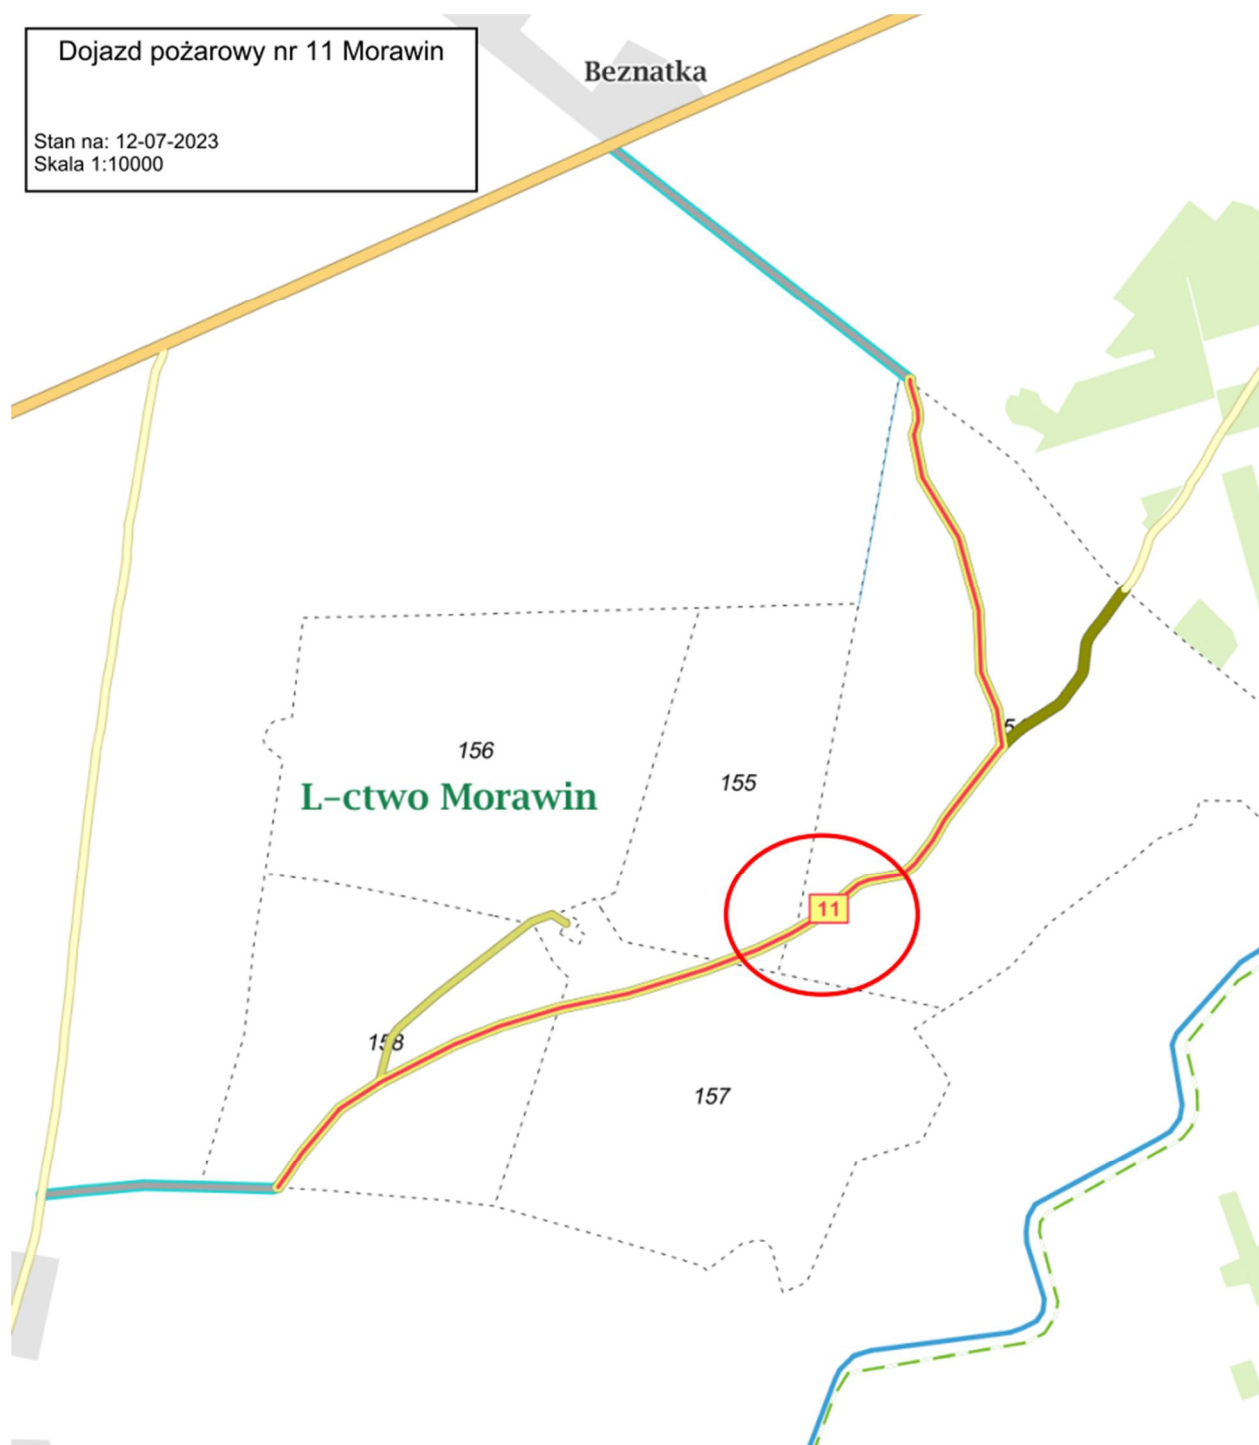 Dojazd pożarowy nr 11 Morawin
Stan na: 12-07-2023
Skala 1:10000
Beznatka
156
155
L-ctwo Morawin
11
158
157